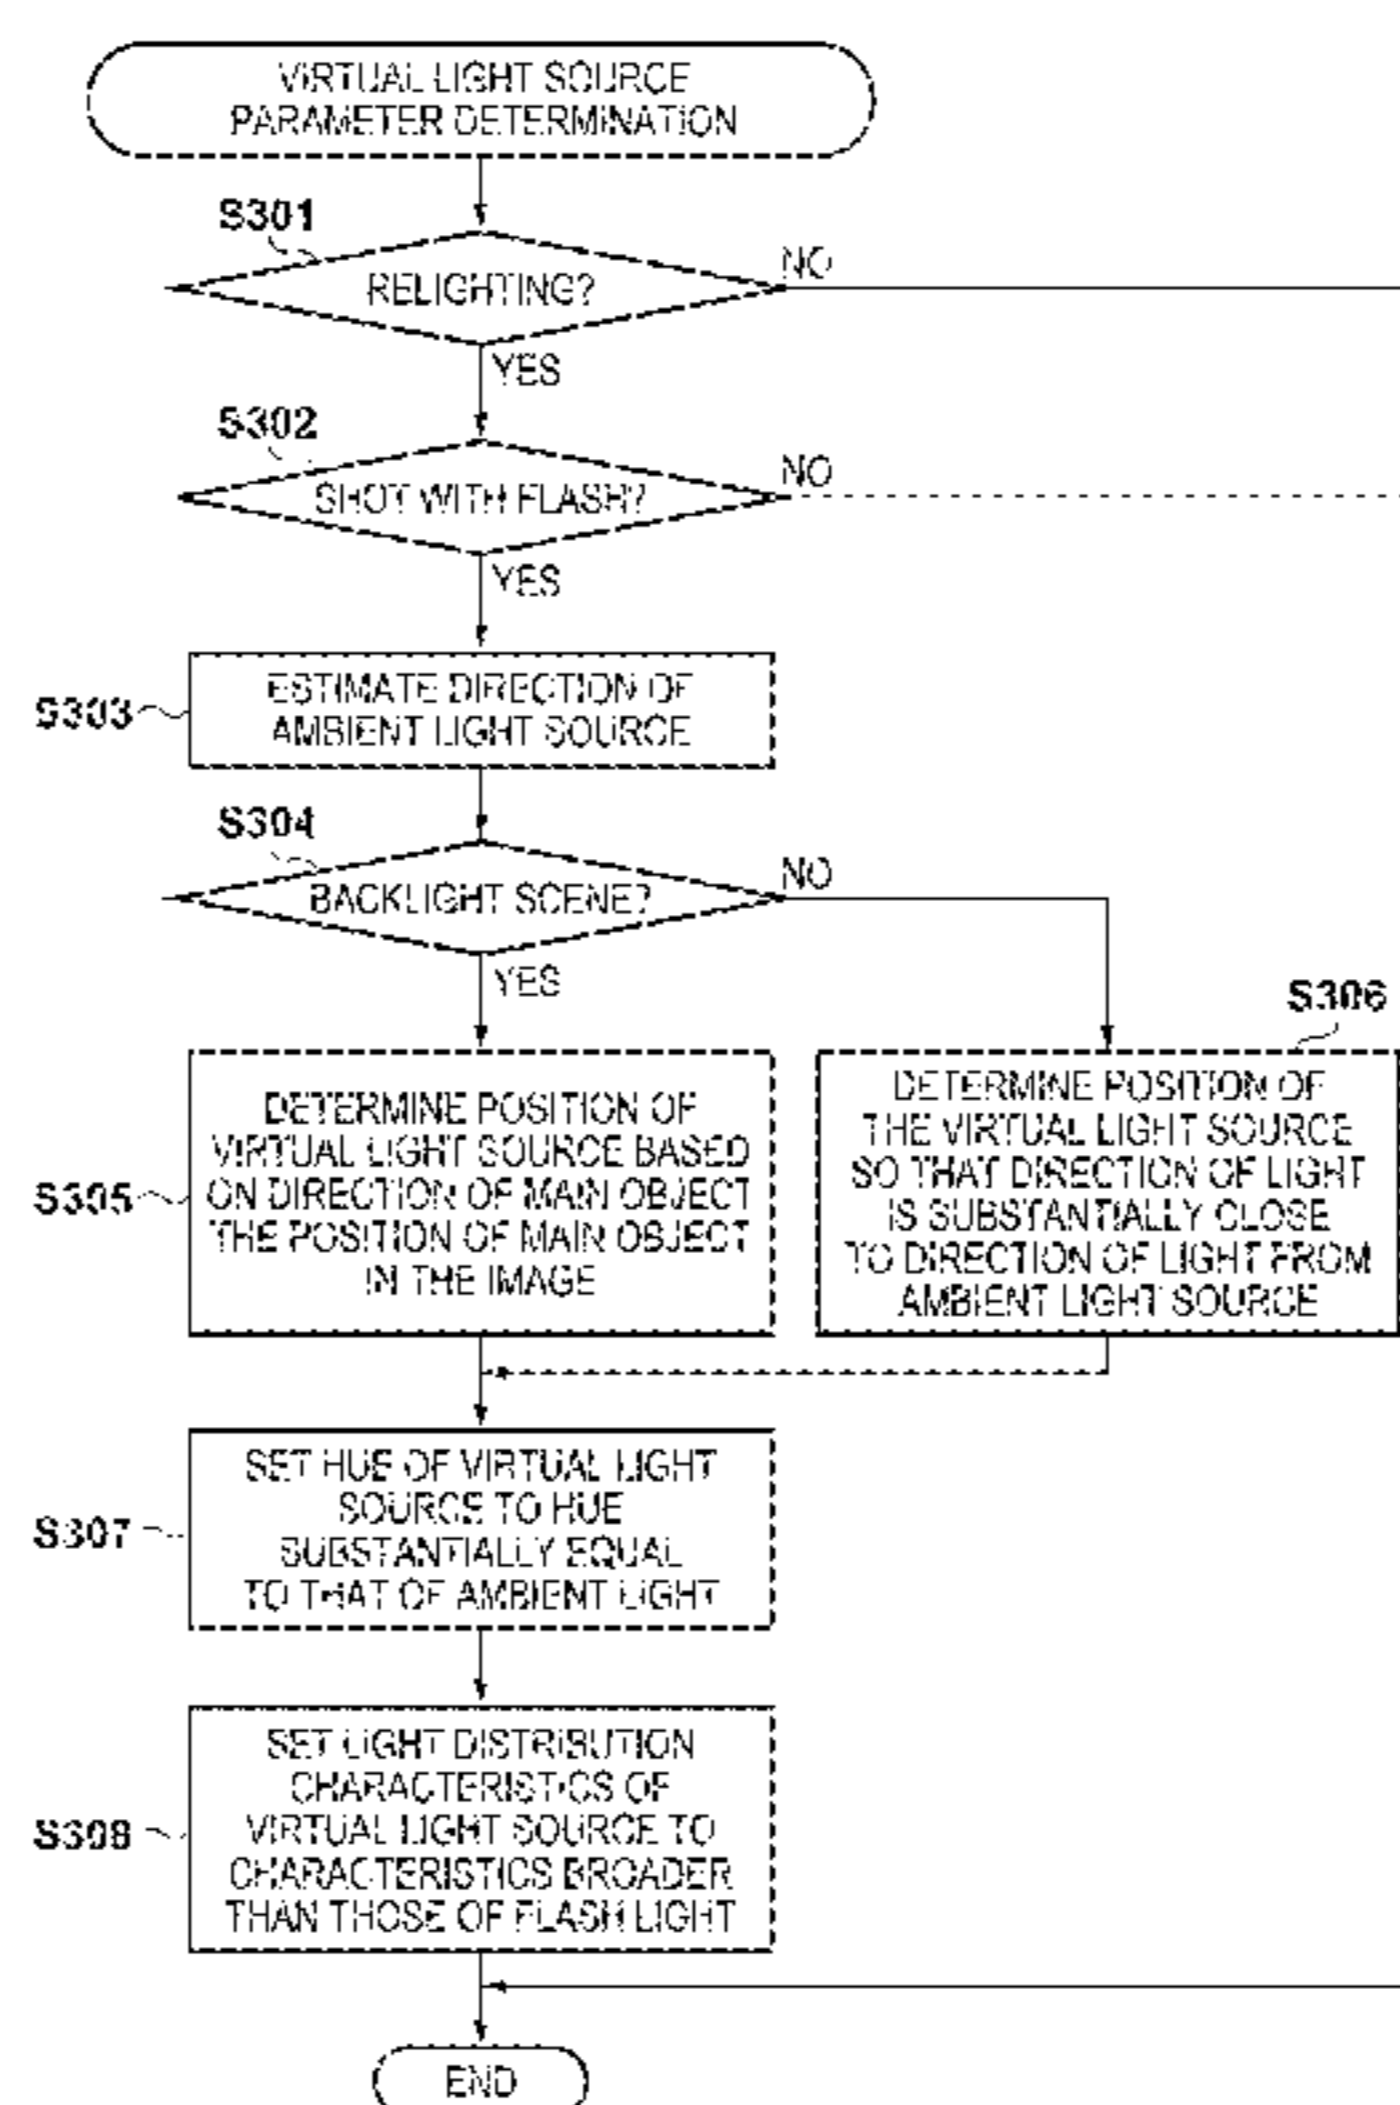 VIRTUAL LIGHT SOURCE
PARAMETER DETERMINATION
S301
RELIGHTING?
NO
YES
S302
SHOT WITH FLASH?
NO
YES
S303
ESTIMATE DIRECTION OF
AMBIENT LIGHT SOURCE
S304
BACKLIGHT SCENE?
NO
YES
S305
DETERMINE POSITION OF
VIRTUAL LIGHT SOURCE BASED
ON DIRECTION OF MAIN OBJECT
THE POSITION OF MAIN OBJECT
IN THE IMAGE
S306
DETERMINE POSITION OF
THE VIRTUAL LIGHT SOURCE
SO THAT DIRECTION OF LIGHT
IS SUBSTANTIALLY CLOSE
TO DIRECTION OF LIGHT FROM
AMBIENT LIGHT SOURCE
S307
SET HUE OF VIRTUAL LIGHT
SOURCE TO HUE
SUBSTANTIALLY EQUAL
TO THAT OF AMBIENT LIGHT
S308
SET LIGHT DISTRIBUTION
CHARACTERISTICS OF
VIRTUAL LIGHT SOURCE TO
CHARACTERISTICS BROADER
THAN THOSE OF FLASH LIGHT
END